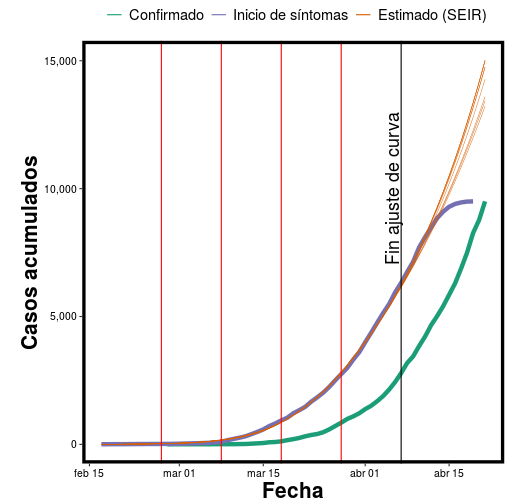 Confirmado Inicio de síntomas Estimado (SEIR)
15,000
10,000
5,000
0
Casos acumulados
Fin ajuste de curva
feb 15 mar 01 mar 15 abr 01 abr 15
Fecha